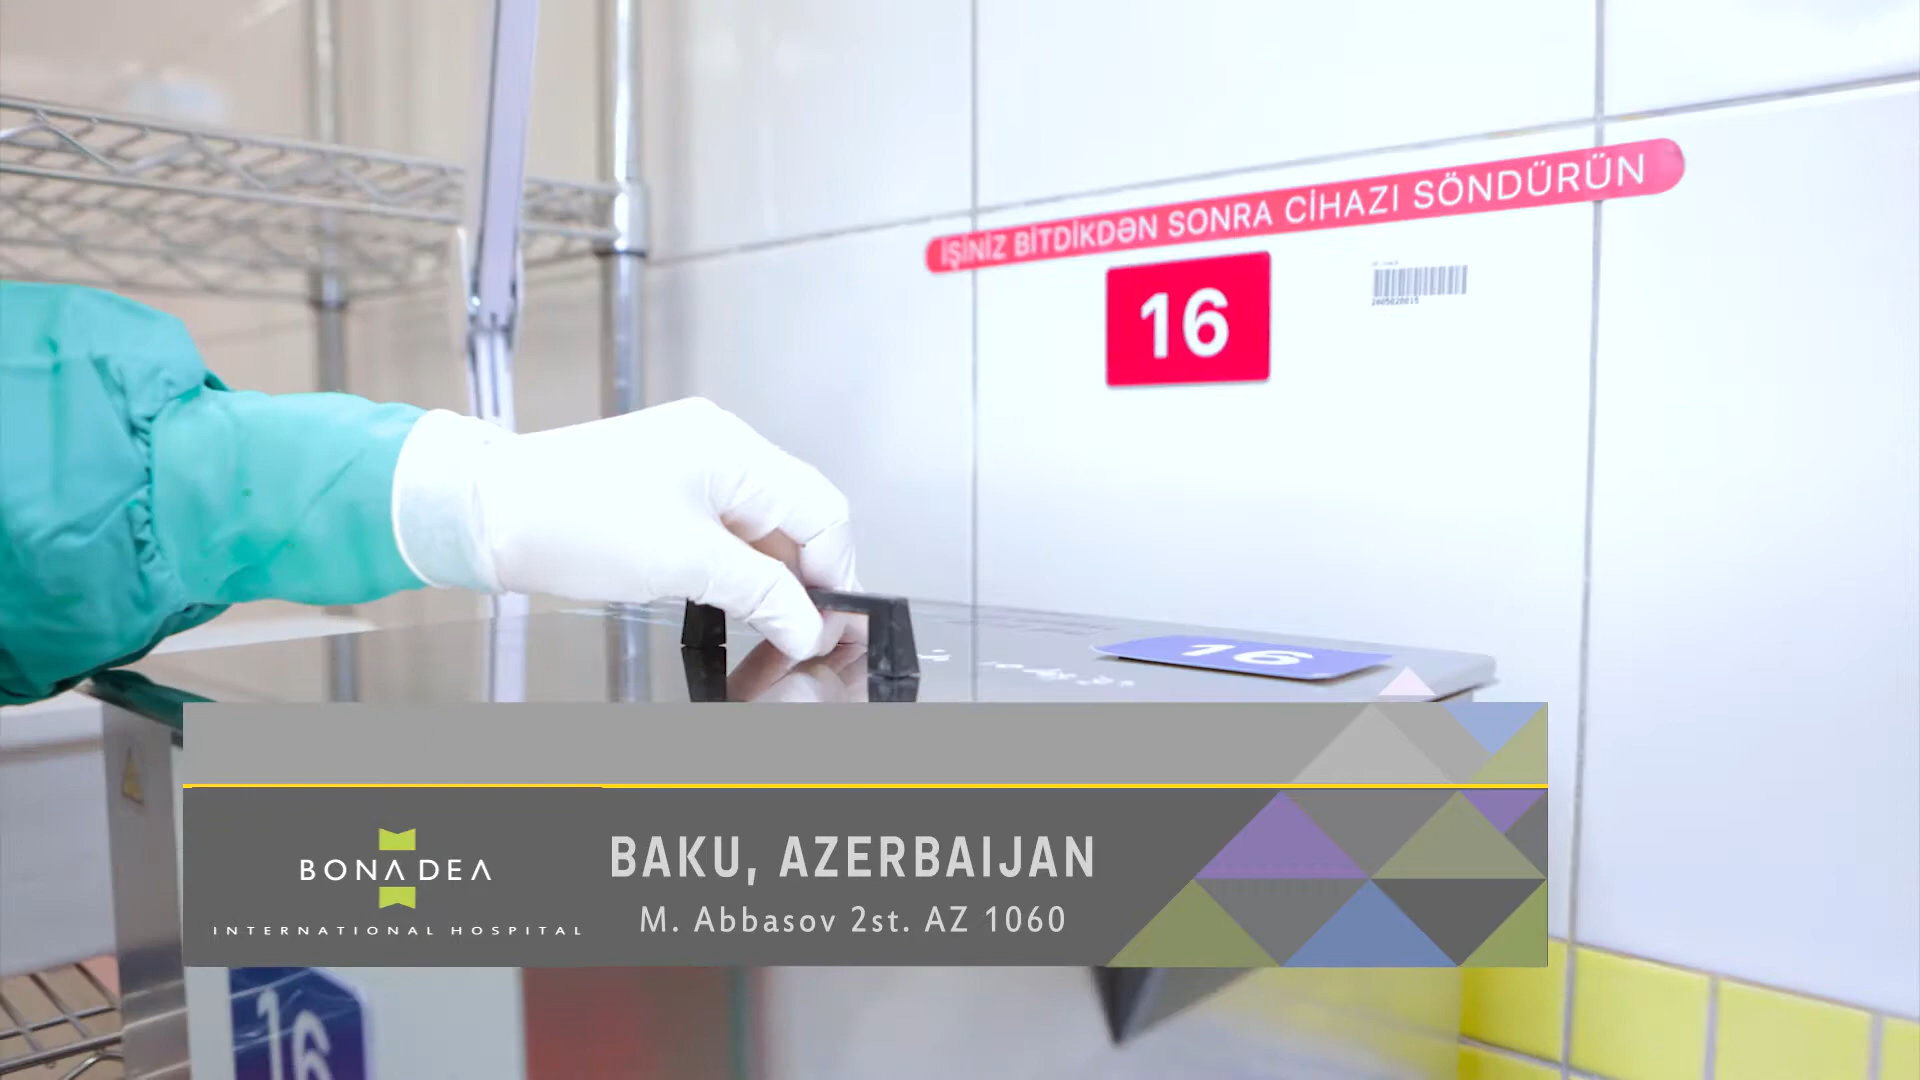 İŞİNİZ BİTDİKDƏN SONRA CİHAZI SÖNDÜRÜN
16
16
BONA DEA
INTERNATIONAL HOSPITAL
BAKU, AZERBAIJAN
M. Abbasov 2st. AZ 1060
16